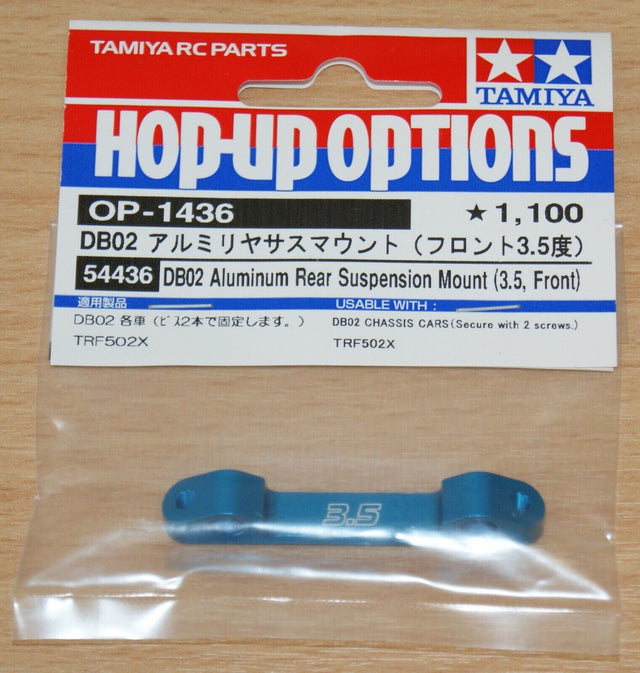 TAMIYA RC PARTS
TAMIYA
HOP-UP OPTIONS
OP-1436
★1,100
DB02 アルミリヤサスマウント (フロント3.5度)
54436 DB02 Aluminum Rear Suspension Mount (3.5, Front)
適用製品
DB02 各車 (ビス2本で固定します。)
TRF502X
USABLE WITH :
DB02 CHASSIS CARS(Secure with 2 screws.)
TRF502X
3.5